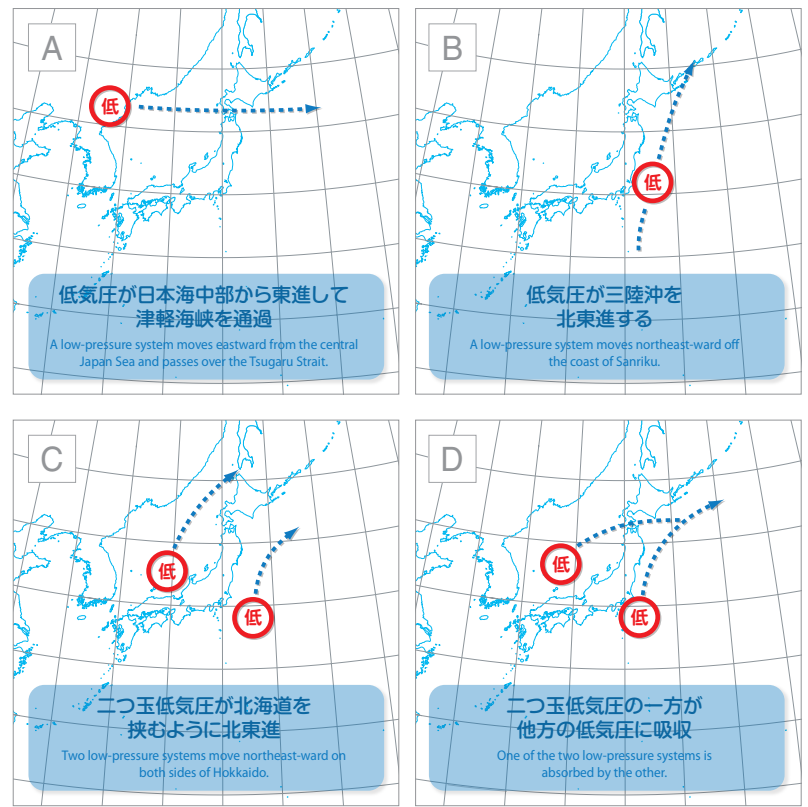 A
低
低気圧が日本海中部から東進して
津軽海峡を通過
A low-pressure system moves eastward from the central
Japan Sea and passes over the Tsugaru Strait.
B
低
低気圧が三陸沖を
北東進する
A low-pressure system moves northeast-ward off
the coast of Sanriku.
C
低
低
二つ玉低気圧が北海道を
挟むように北東進
Two low-pressure systems move northeast-ward on
both sides of Hokkaido.
D
低
低
二つ玉低気圧の一方が
他方の低気圧に吸収
One of the two low-pressure systems is
absorbed by the other.